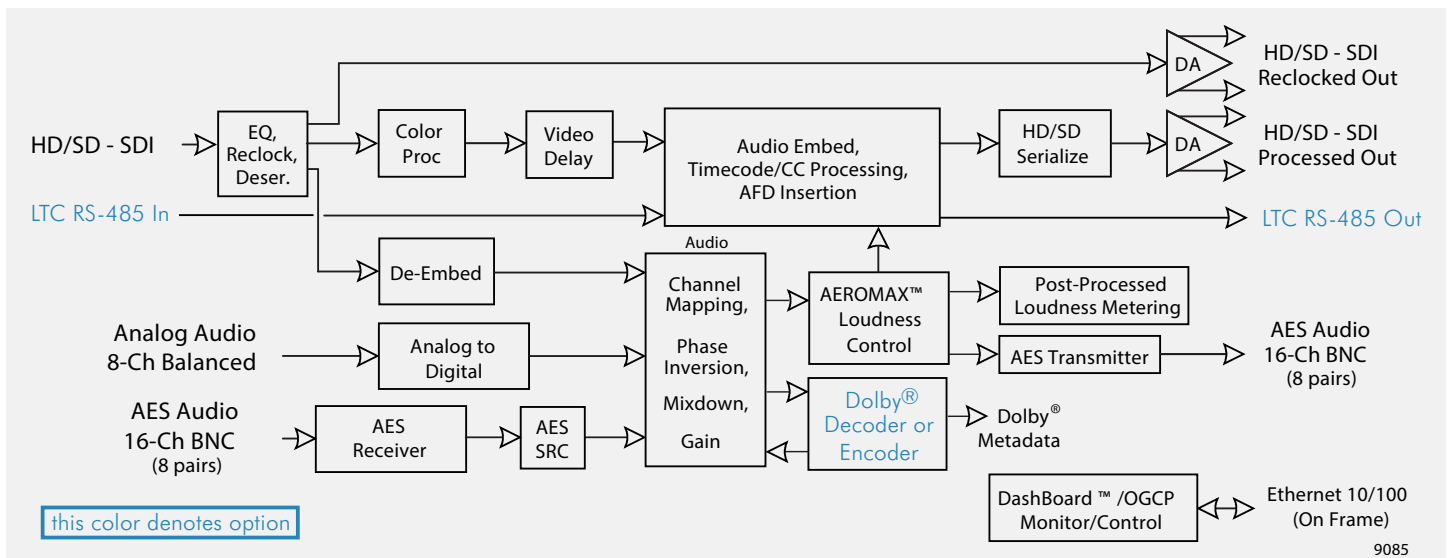 HD/SD - SDI
EQ,
Reclock,
Deser.
Color
Proc
Video
Delay
Audio Embed,
Timecode/CC Processing,
AFD Insertion
HD/SD
Serialize
DA
HD/SD - SDI
Reclocked Out
DA
HD/SD - SDI
Processed Out
LTC RS-485 In
LTC RS-485 Out
De-Embed
Audio
Channel
Mapping,
Phase
Inversion,
Mixdown,
Gain
AEROMAX™
Loudness
Control
Post-Processed
Loudness Metering
Analog Audio
8-Ch Balanced
Analog to
Digital
AES Transmitter
AES Audio
16-Ch BNC
(8 pairs)
AES Audio
16-Ch BNC
(8 pairs)
AES
Receiver
AES
SRC
Dolby®
Decoder or
Encoder
Dolby®
Metadata
this color denotes option
DashBoard ™ /OGCP
Monitor/Control
Ethernet 10/100
(On Frame)
9085